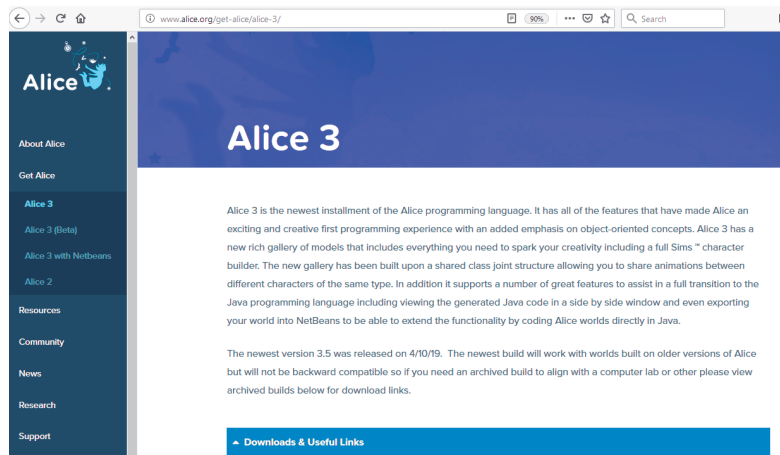 www.alice.org/get-alice/alice-3/
90%
Search
Alice
About Alice
Get Alice
Alice 3
Alice 3 (Beta)
Alice 3 with Netbeans
Alice 2
Resources
Community
News
Research
Support
Alice 3
Alice 3 is the newest installment of the Alice programming language. It has all of the features that have made Alice an
exciting and creative first programming experience with an added emphasis on object-oriented concepts. Alice 3 has a
new rich gallery of models that includes everything you need to spark your creativity including a full Sims ™ character
builder. The new gallery has been built upon a shared class joint structure allowing you to share animations between
different characters of the same type. In addition it supports a number of great features to assist in a full transition to the
Java programming language including viewing the generated Java code in a side by side window and even exporting
your world into NetBeans to be able to extend the functionality by coding Alice worlds directly in Java.
The newest version 3.5 was released on 4/10/19. The newest build will work with worlds built on older versions of Alice
but will not be backward compatible so if you need an archived build to align with a computer lab or other please view
archived builds below for download links.
Downloads & Useful Links